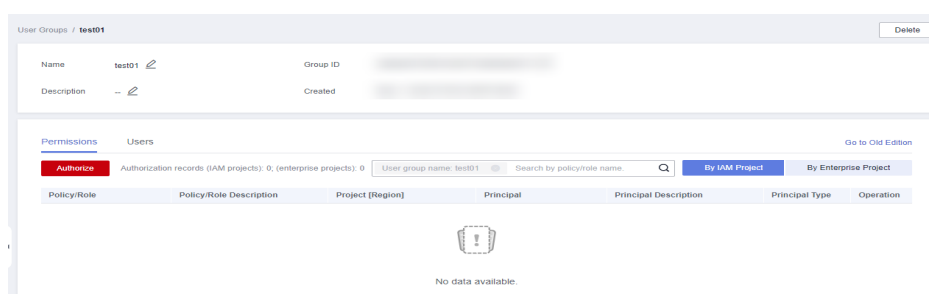 User Groups / test01
Delete
Name test01 Group ID
Description -- Created
Permissions Users
Go to Old Edition
Authorize Authorization records (IAM projects): 0; (enterprise projects): 0 User group name: test01 Search by policy/role name. By IAM Project By Enterprise Project
Policy/Role Policy/Role Description Project [Region] Principal Principal Description Principal Type Operation
No data available.